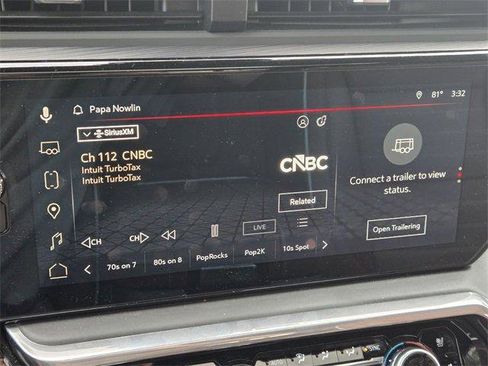 Papa Nowlin
81° 3:32
SiriusXM
Ch 112 CNBC
Intuit TurboTax
Intuit TurboTax
CNBC
Connect a trailer to view
status.
Related
CH CH LIVE
Open Trailering
70s on 7 80s on 8 PopRocks Pop2K 10s Spot
SYNC